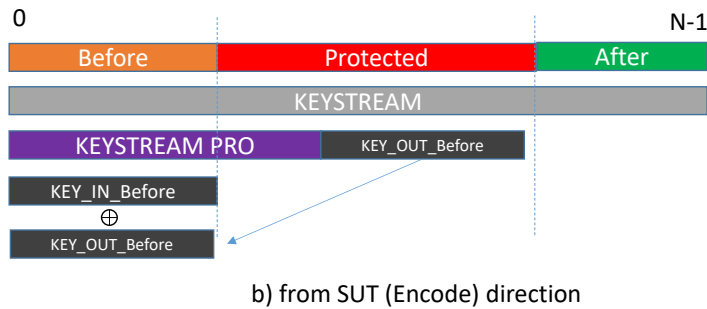 0
N-1
Before Protected After
KEYSTREAM
KEYSTREAM PRO KEY_OUT_Before
KEY_IN_Before
⊕
KEY_OUT_Before
b) from SUT (Encode) direction